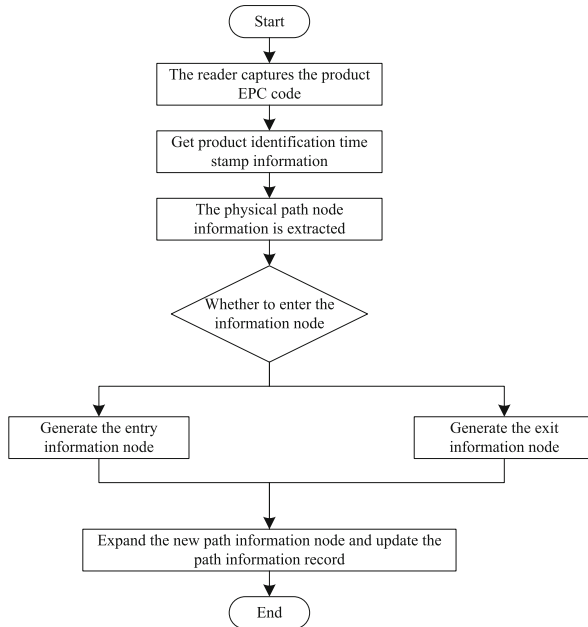 Start
The reader captures the product
EPC code
Get product identification time
stamp information
The physical path node
information is extracted
Whether to enter the
information node
Generate the entry
information node
Generate the exit
information node
Expand the new path information node and update the
path information record
End